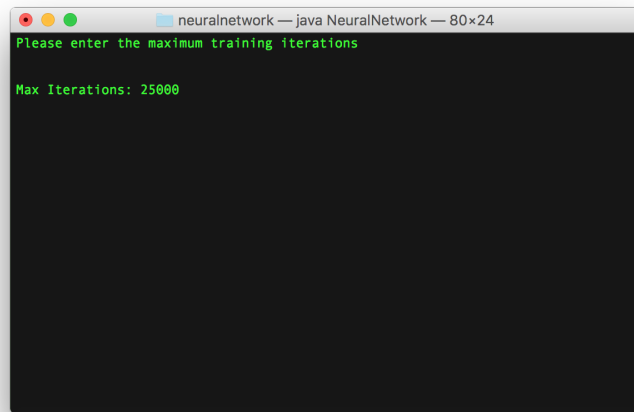 neuralnetwork — java NeuralNetwork — 80×24
Please enter the maximum training iterations
Max Iterations: 25000